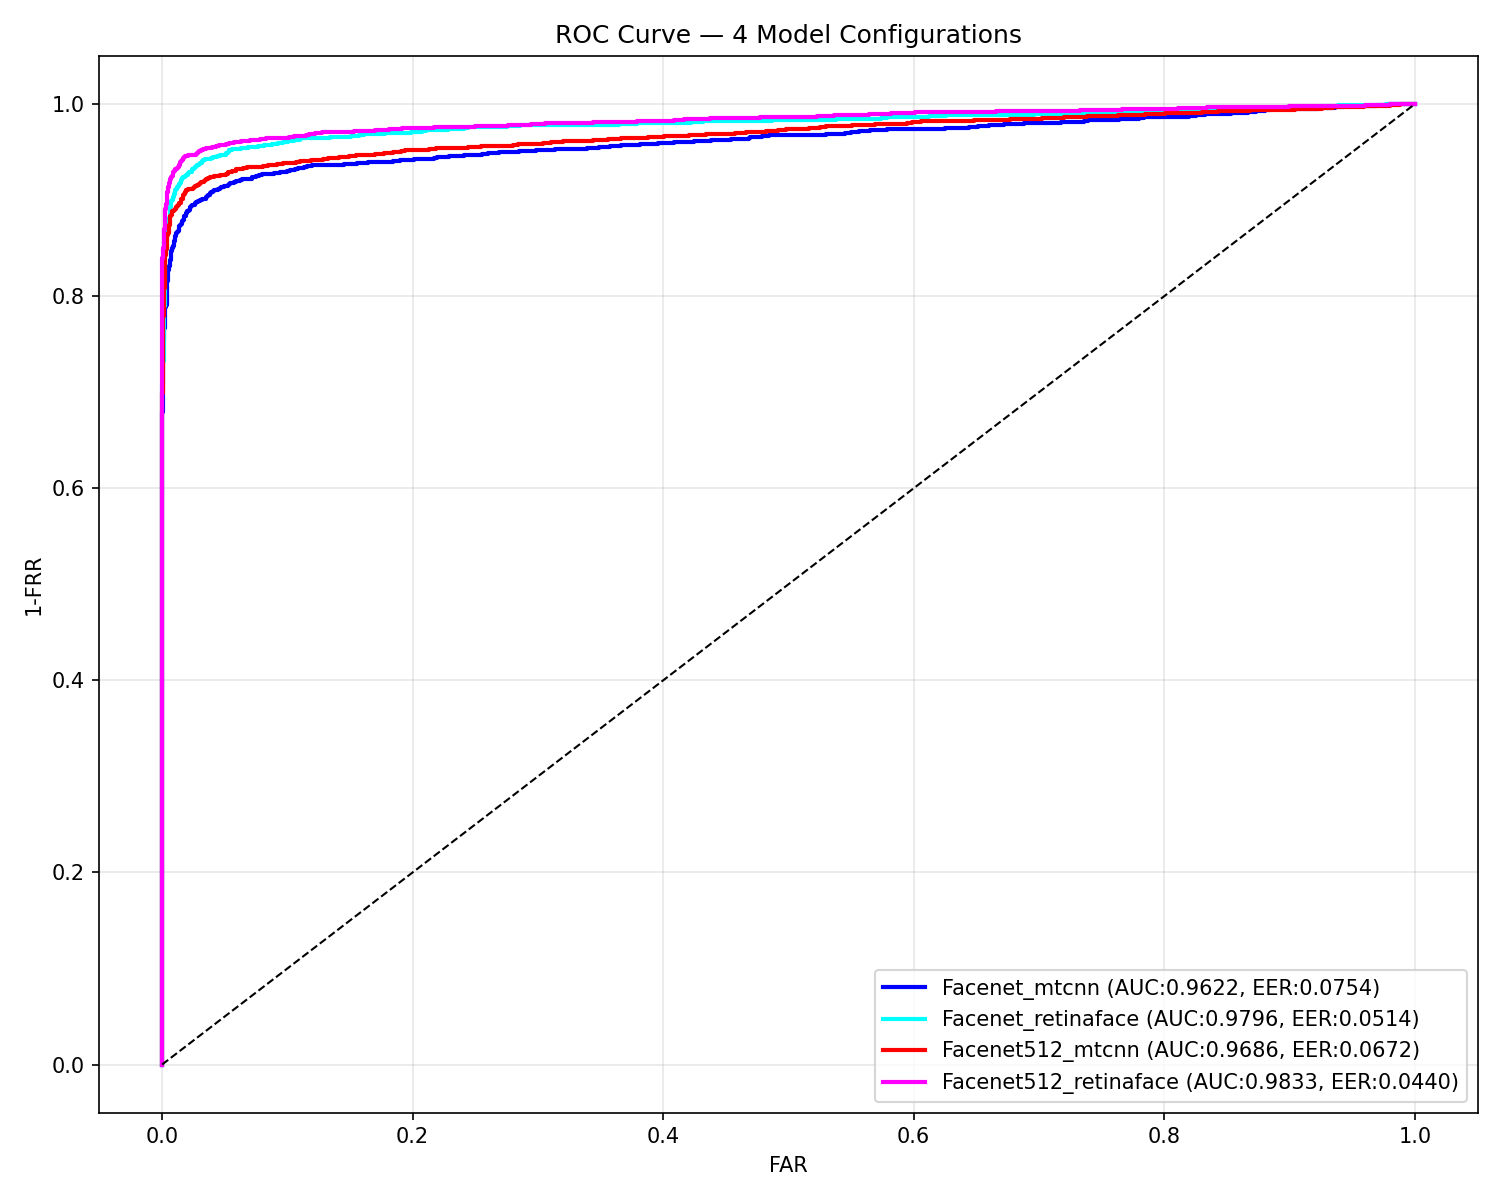 ROC Curve — 4 Model Configurations
1.0
0.8
0.6
0.4
0.2
0.0
1-FRR
0.0 0.2 0.4 0.6 0.8 1.0
FAR
Facenet_mtcnn (AUC:0.9622, EER:0.0754)
Facenet_retinaface (AUC:0.9796, EER:0.0514)
Facenet512_mtcnn (AUC:0.9686, EER:0.0672)
Facenet512_retinaface (AUC:0.9833, EER:0.0440)